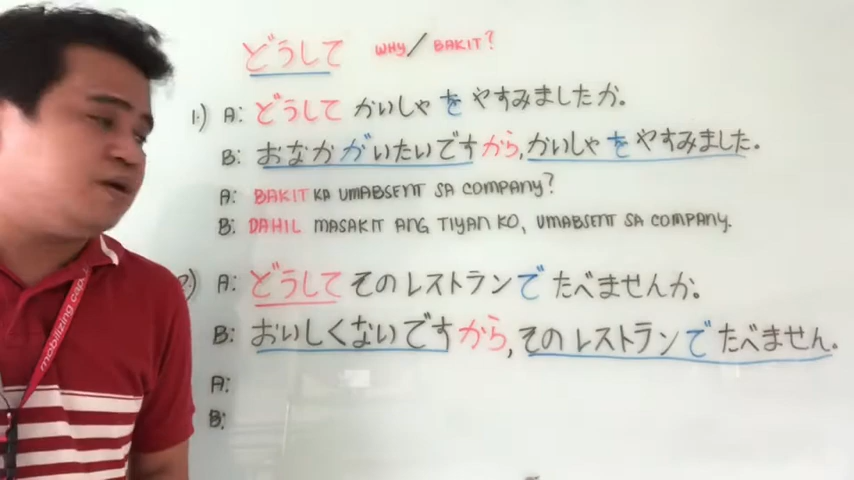 どうして WHY/BAKIT?
1.) A: どうして かいしゃ を やすみましたか。
B: おなかが いたいですから, かいしゃ を やすみました.
A: BAKIT KA UMABSENT SA COMPANY?
B: DAHIL MASAKIT ANG TIYAN KO, UMABSENT SA COMPANY.
2.) A: どうして そのレストランで たべませんか.
B: おいしくないですから, そのレストランで たべません.
A:
B:
mobilizing